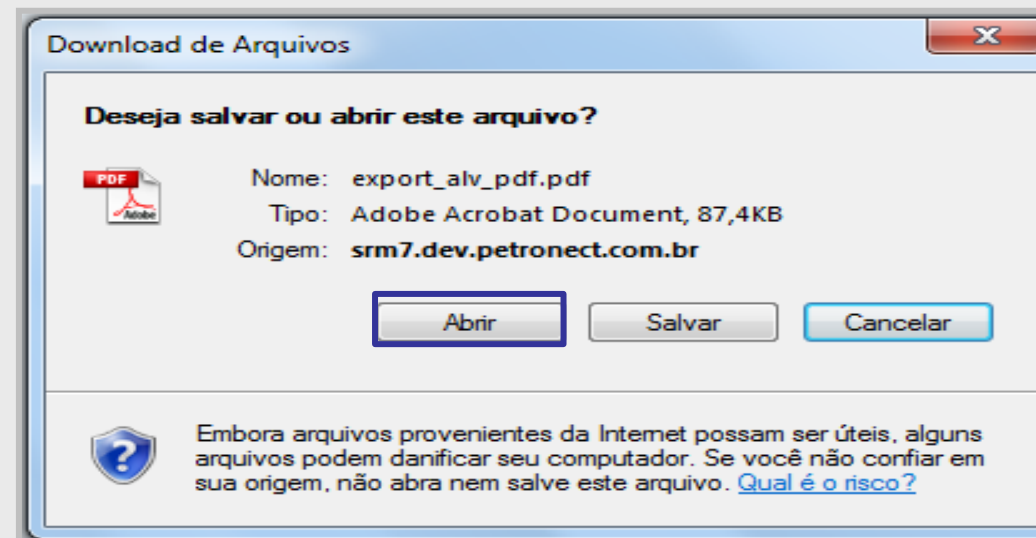 Download de Arquivos
Deseja salvar ou abrir este arquivo?
PDF
Adobe
Nome: export_alv_pdf.pdf
Tipo: Adobe Acrobat Document, 87,4KB
Origem: srm7.dev.petronect.com.br
Abrir Salvar Cancelar
Embora arquivos provenientes da Internet possam ser úteis, alguns
arquivos podem danificar seu computador. Se você não confiar em
sua origem, não abra nem salve este arquivo. Qual é o risco?